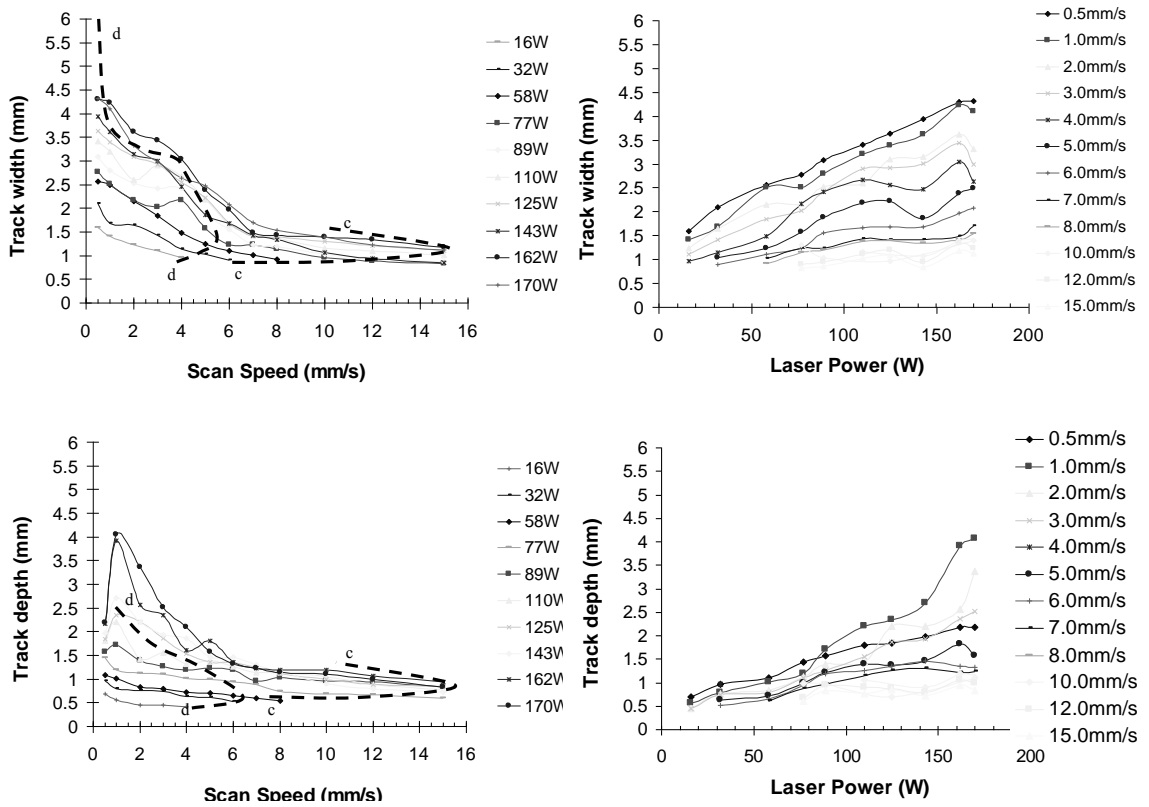 Track width (mm)
6
5.5
5
4.5
4
3.5
3
2.5
2
1.5
1
0.5
0
0 2 4 6 8 10 12 14 16
Scan Speed (mm/s)
d
d
c
c
16W
32W
58W
77W
89W
110W
125W
143W
162W
170W
Track width (mm)
6
5.5
5
4.5
4
3.5
3
2.5
2
1.5
1
0.5
0
0 50 100 150 200
Laser Power (W)
0.5mm/s
1.0mm/s
2.0mm/s
3.0mm/s
4.0mm/s
5.0mm/s
6.0mm/s
7.0mm/s
8.0mm/s
10.0mm/s
12.0mm/s
15.0mm/s
Track depth (mm)
6
5.5
5
4.5
4
3.5
3
2.5
2
1.5
1
0.5
0
0 2 4 6 8 10 12 14 16
Scan Speed (mm/s)
d
d
c
c
16W
32W
58W
77W
89W
110W
125W
143W
162W
170W
Track depth (mm)
6
5.5
5
4.5
4
3.5
3
2.5
2
1.5
1
0.5
0
0 50 100 150 200
Laser Power (W)
0.5mm/s
1.0mm/s
2.0mm/s
3.0mm/s
4.0mm/s
5.0mm/s
6.0mm/s
7.0mm/s
8.0mm/s
10.0mm/s
12.0mm/s
15.0mm/s